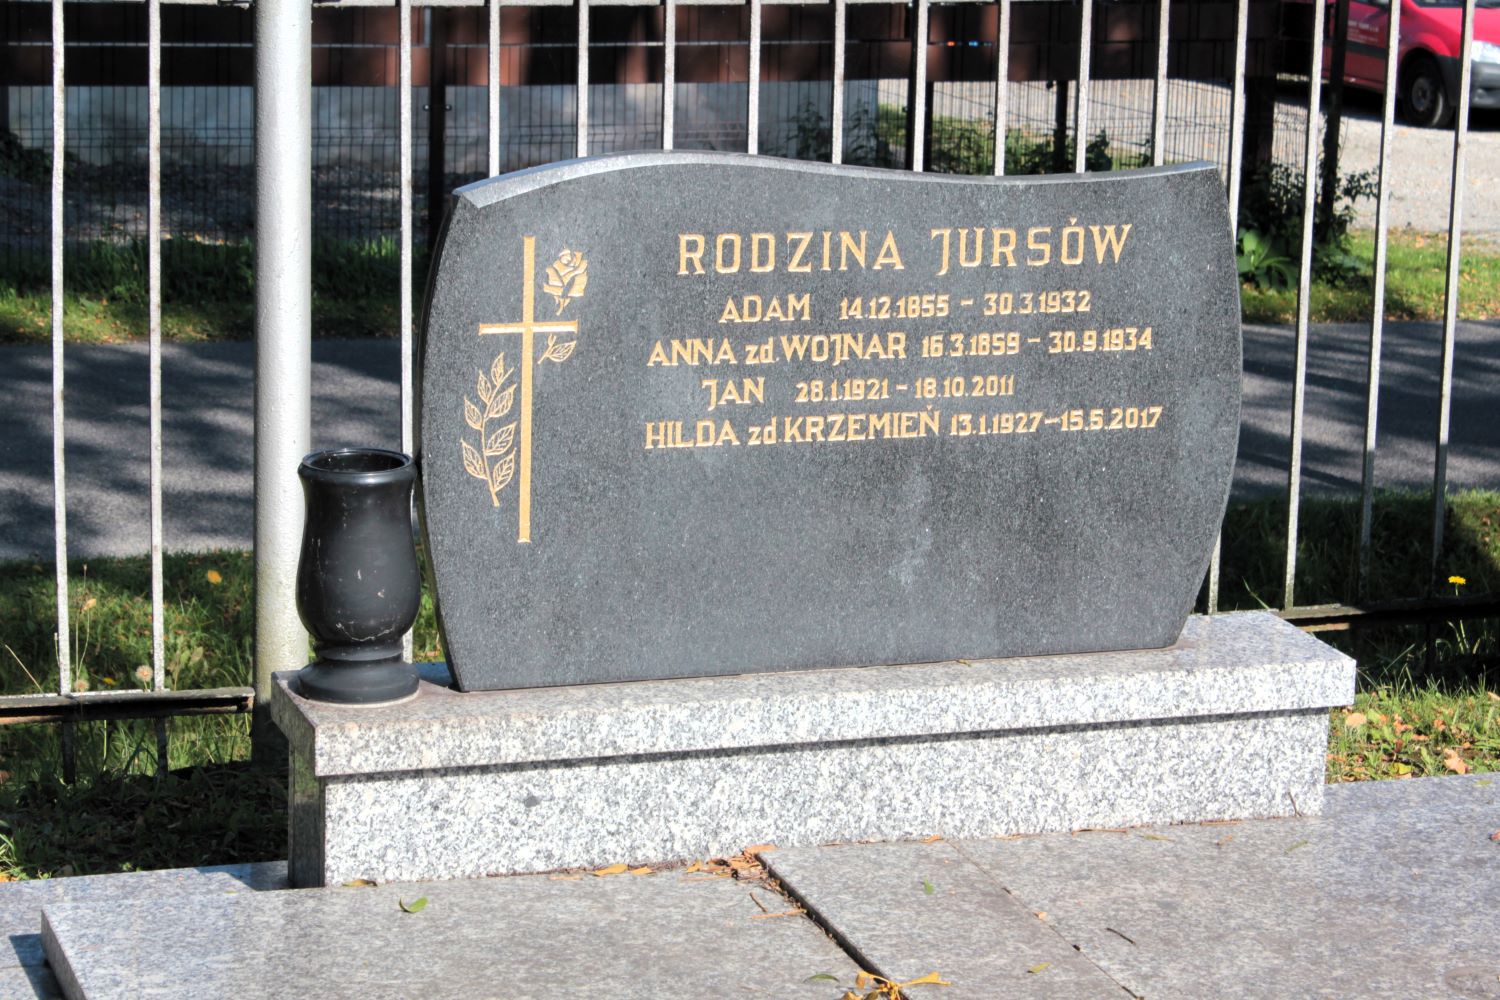 RODZINA JURSÓW
ADAM 14.12.1855 - 30.3.1932
ANNA zd. WOJNAR 16.3.1859 - 30.9.1934
JAN 28.1.1921 - 18.10.2011
HILDA zd KRZEMIEŃ 13.1.1927-15.5.2017